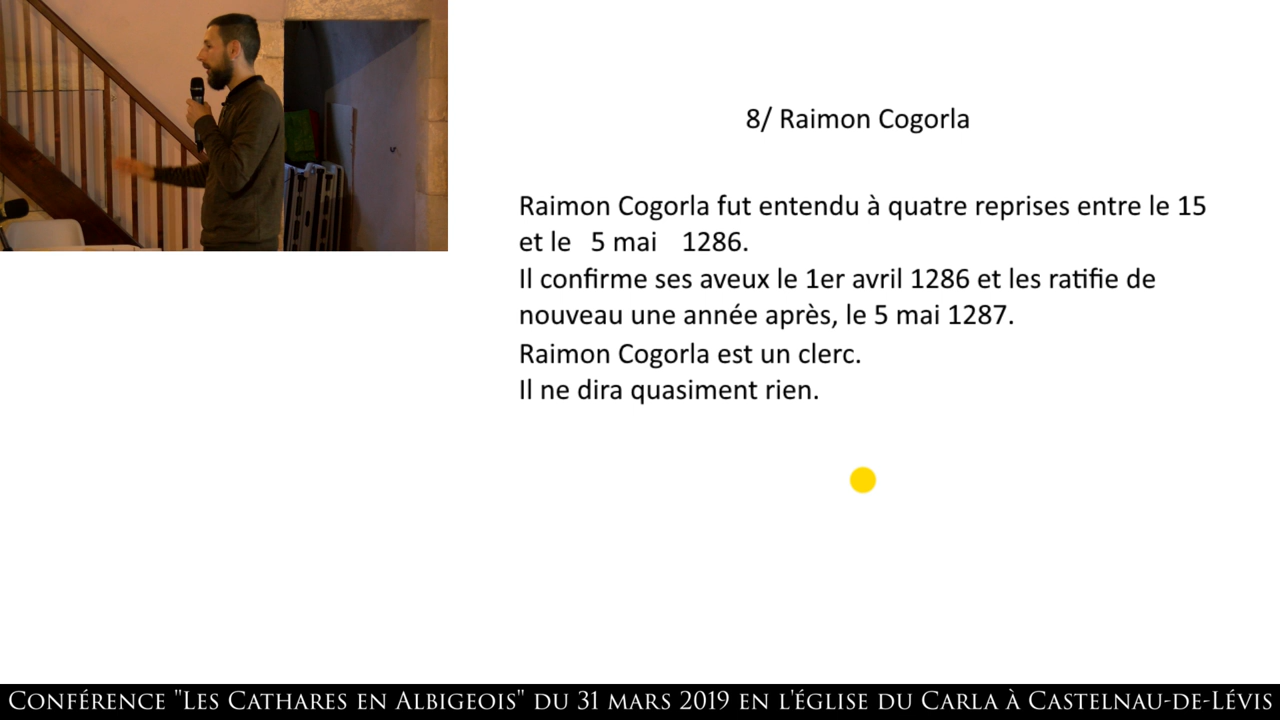 8/ Raimon Cogorla
Raimon Cogorla fut entendu à quatre reprises entre le 15
et le 5 mai 1286.
Il confirme ses aveux le 1er avril 1286 et les ratifie de
nouveau une année après, le 5 mai 1287.
Raimon Cogorla est un clerc.
Il ne dira quasiment rien.
Conférence "Les Cathares en Albigeois" du 31 mars 2019 en l'église du Carla à Castelnau-de-Lévis